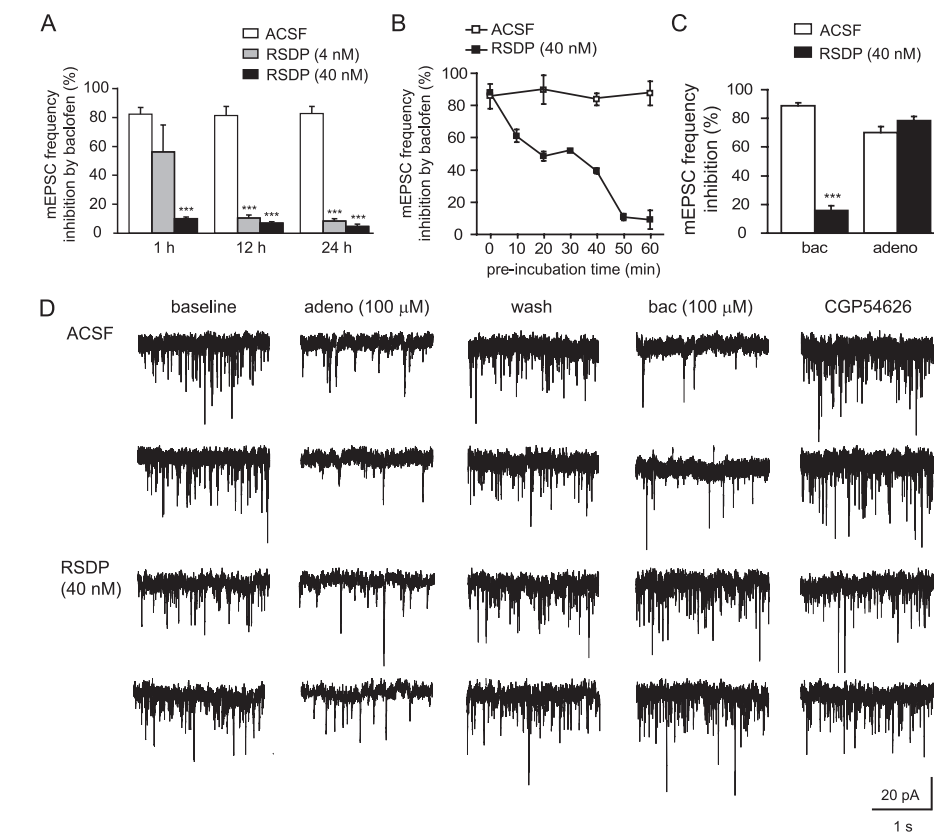 A
ACSF
RSDP (4 nM)
RSDP (40 nM)
mEPSC frequency
inhibition by baclofen (%)
100
80
60
40
20
0
***
***
***
***
***
1 h
12 h
24 h
B
ACSF
RSDP (40 nM)
mEPSC frequency
inhibition by baclofen (%)
100
80
60
40
20
0
0 10 20 30 40 50 60
pre-incubation time (min)
C
ACSF
RSDP (40 nM)
mEPSC frequency
inhibition (%)
100
80
60
40
20
0
***
bac
adeno
D
baseline
adeno (100 μM)
wash
bac (100 μM)
CGP54626
ACSF
RSDP
(40 nM)
20 pA
1 s